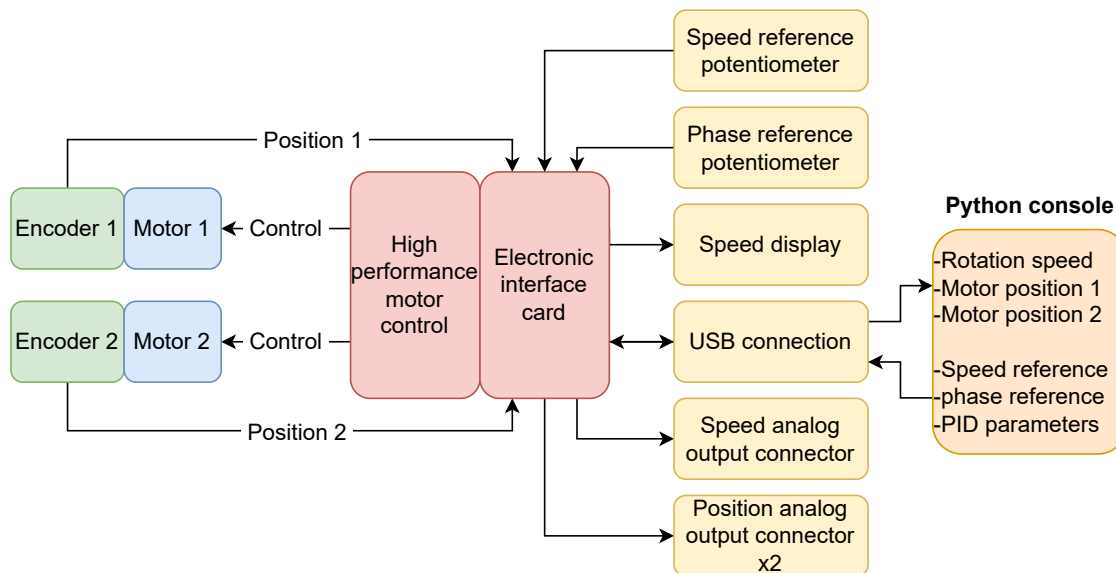 Speed reference
potentiometer
Position 1
Phase reference
potentiometer
Encoder 1
Motor 1
Control
High
performance
motor
control
Electronic
interface
card
Speed display
Python console
-Rotation speed
-Motor position 1
-Motor position 2
-Speed reference
-phase reference
-PID parameters
Encoder 2
Motor 2
Control
USB connection
Position 2
Speed analog
output connector
Position analog
output connector
x2